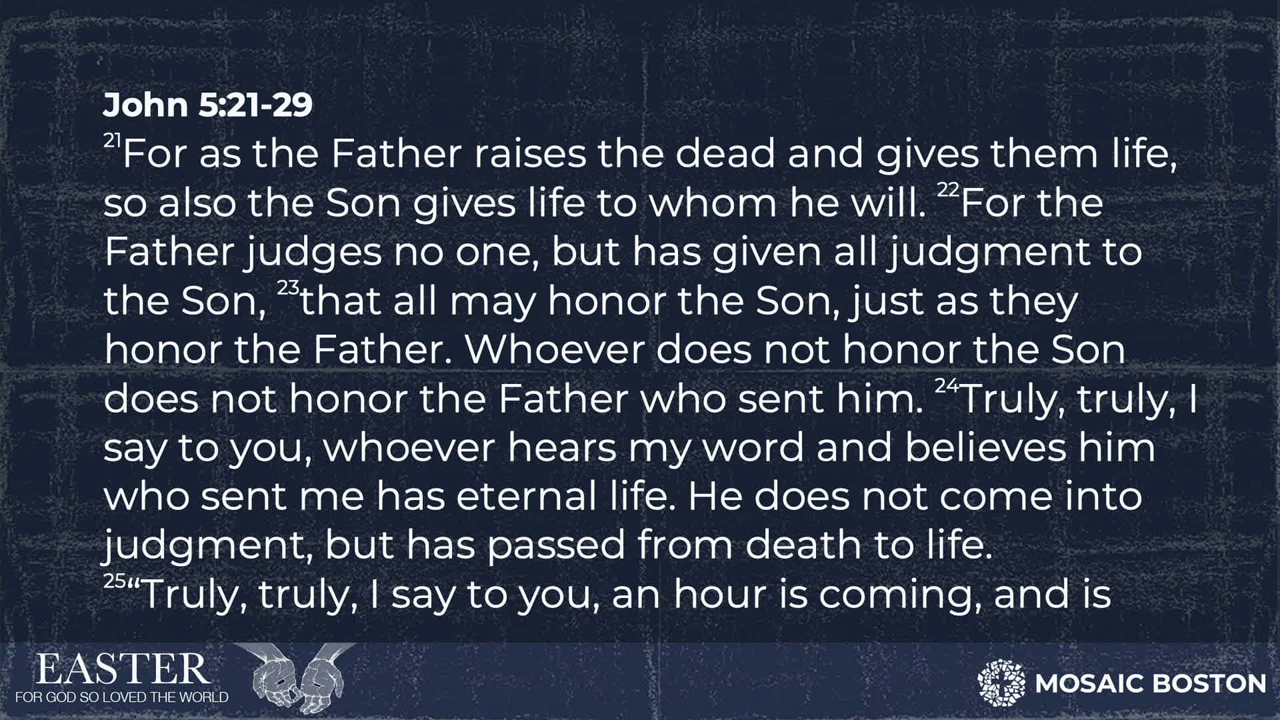 John 5:21-29
21For as the Father raises the dead and gives them life,
so also the Son gives life to whom he will. 22For the
Father judges no one, but has given all judgment to
the Son, 23that all may honor the Son, just as they
honor the Father. Whoever does not honor the Son
does not honor the Father who sent him. 24Truly, truly, I
say to you, whoever hears my word and believes him
who sent me has eternal life. He does not come into
judgment, but has passed from death to life.
25“Truly, truly, I say to you, an hour is coming, and is
EASTER
FOR GOD SO LOVED THE WORLD
MOSAIC BOSTON